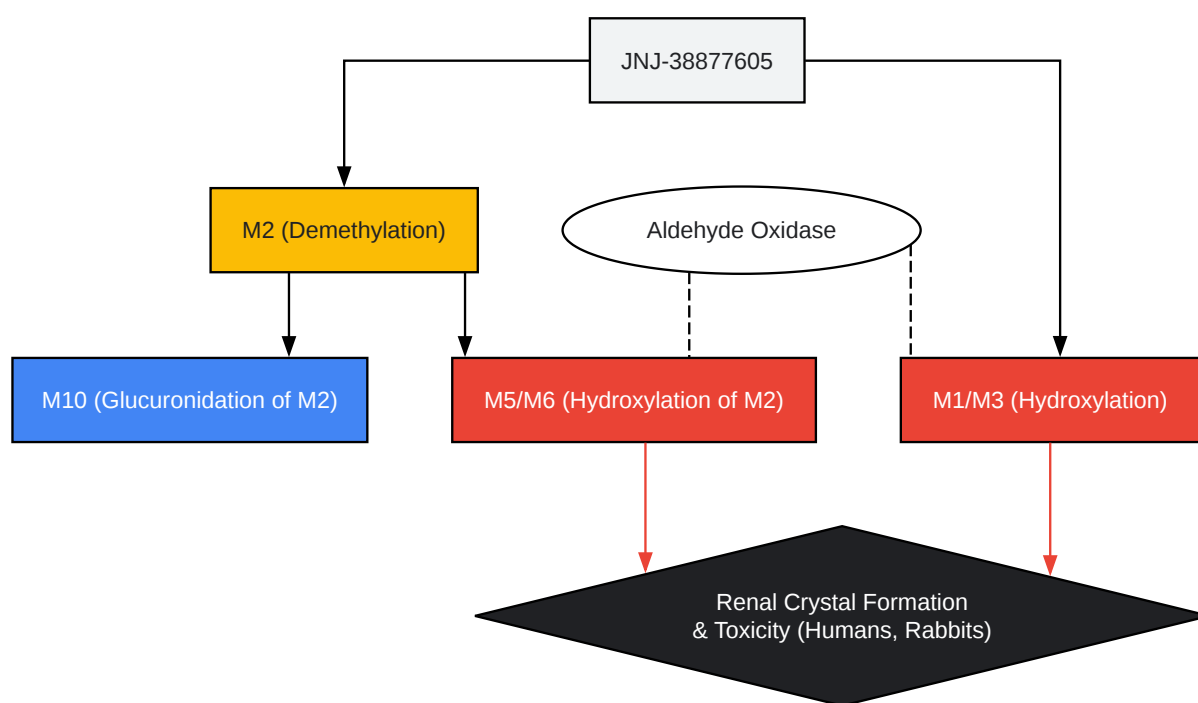 JNJ-38877605
M2 (Demethylation)
Aldehyde Oxidase
M10 (Glucuronidation of M2)
M5/M6 (Hydroxylation of M2)
M1/M3 (Hydroxylation)
Renal Crystal Formation
& Toxicity (Humans, Rabbits)